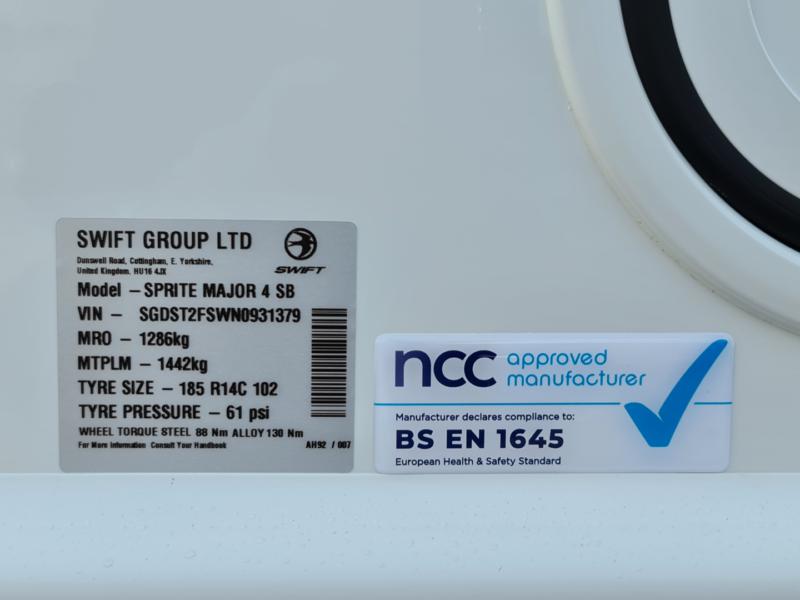 SWIFT GROUP LTD
Dunswell Road, Cottingham, E. Yorkshire,
United Kingdom. HU16 4JX
SWIFT
Model – SPRITE MAJOR 4 SB
VIN – SGDST2FSWN0931379
MRO – 1286kg
MTPLM – 1442kg
TYRE SIZE – 185 R14C 102
TYRE PRESSURE – 61 psi
WHEEL TORQUE STEEL 88 Nm ALLOY 130 Nm
For More Information Consult Your Handbook
AH92 / 007
ncc approved
manufacturer
Manufacturer declares compliance to:
BS EN 1645
European Health & Safety Standard